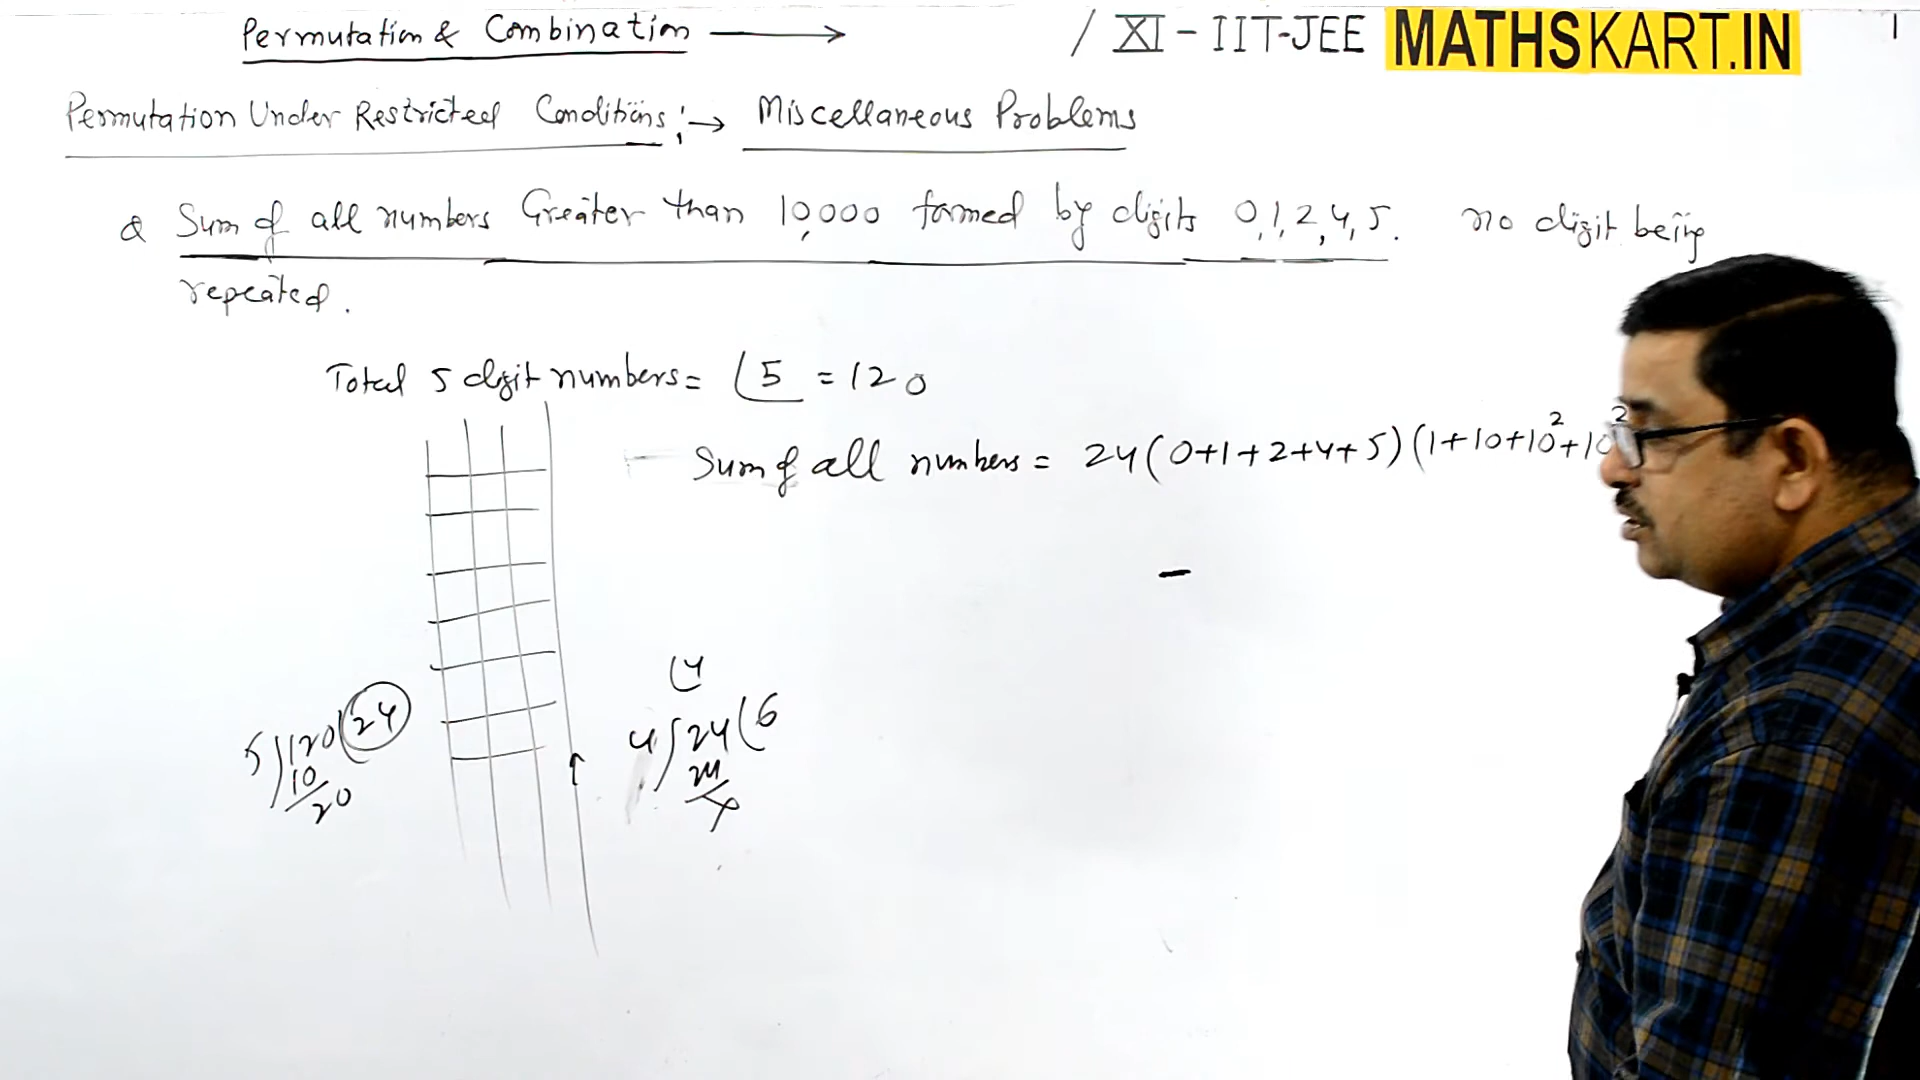 Permutation & Combination → / XI - IIT-JEE MATHSKART.IN 1
Permutation Under Restricted Conditions :→ Miscellaneous Problems
Q Sum of all numbers Greater than 10,000 formed by digits 0,1,2,4,5. no digit being
repeated.
Total 5 digit numbers = ⌊5 = 120
Sum of all numbers = 24(0+1+2+4+5)(1+10+10²+10²
-
⌊4
5)120(24
10
20
4)24(6
24
x